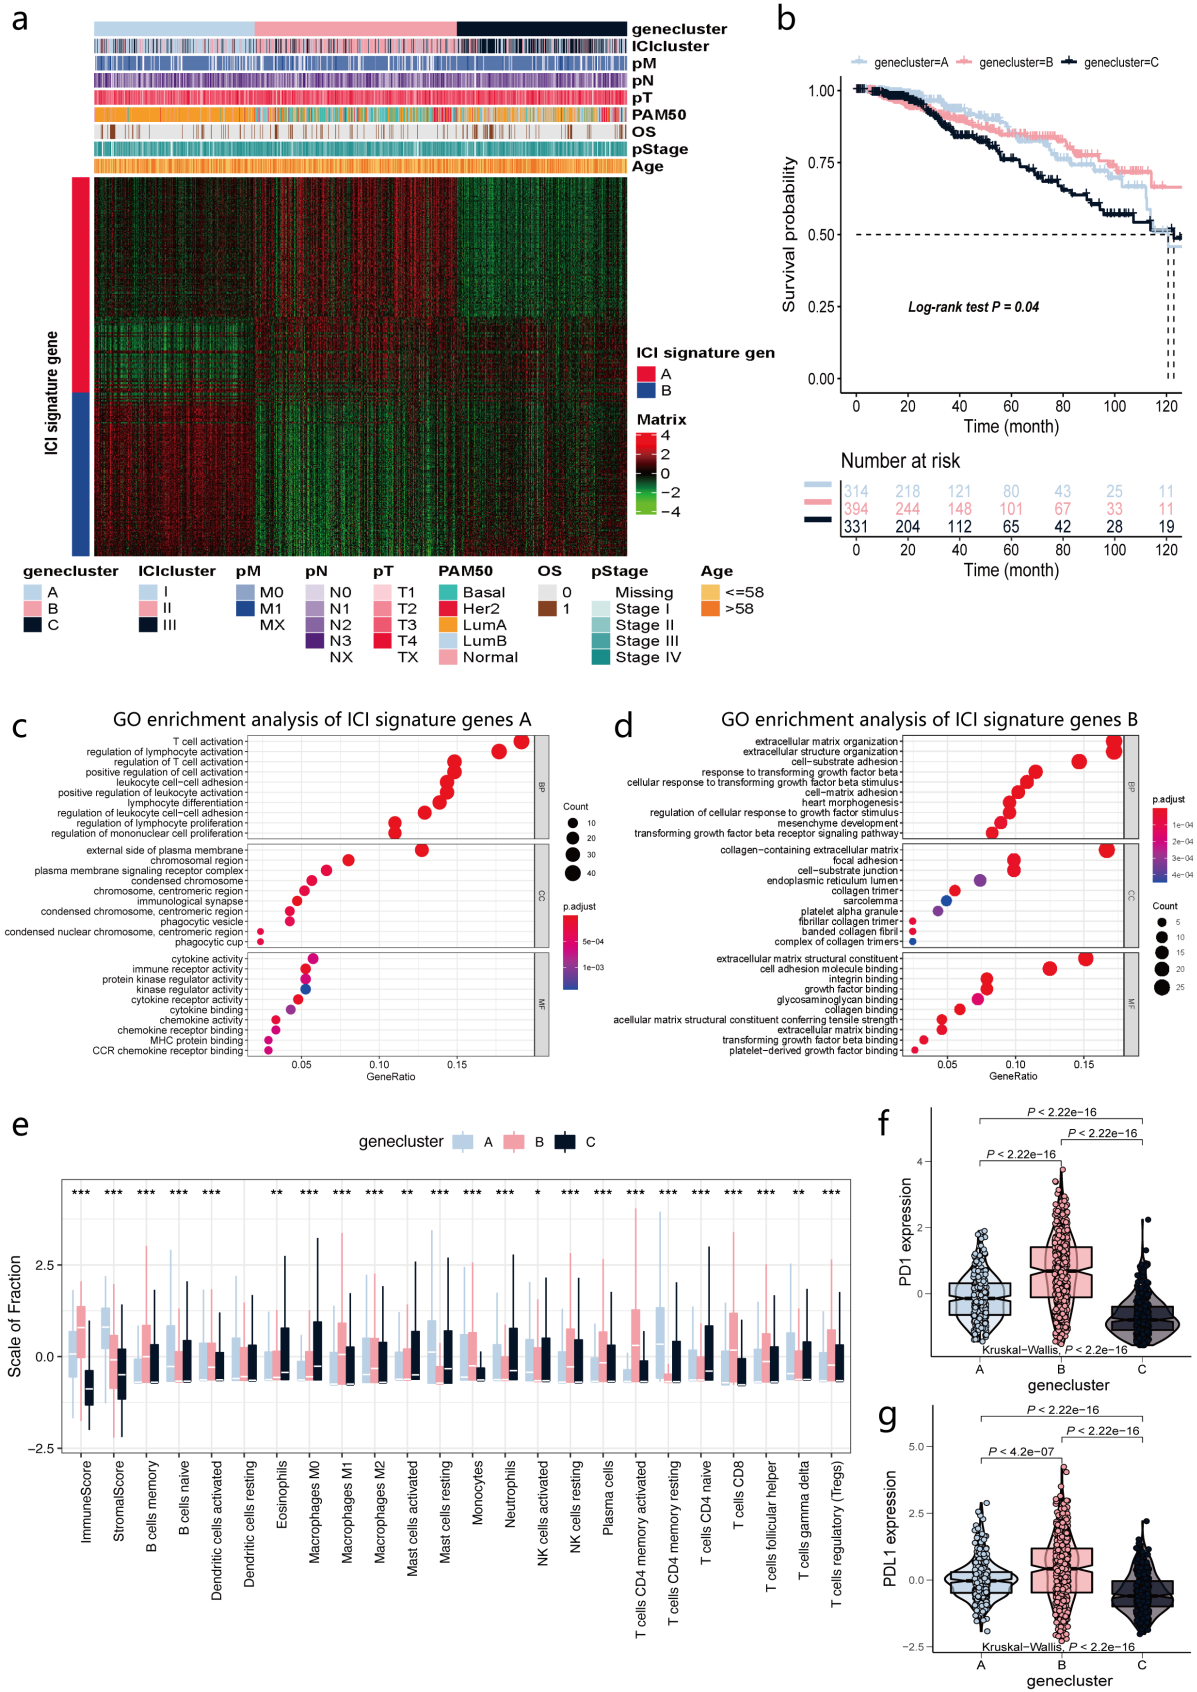 a
genecluster
ICIcluster
pM
pN
pT
PAM50
OS
pStage
Age
ICI signature gene
ICI signature gen
A
B
Matrix
4
2
0
−2
−4
genecluster
A
B
C
ICIcluster
I
II
III
pM
M0
M1
MX
pN
N0
N1
N2
N3
NX
pT
T1
T2
T3
T4
TX
PAM50
Basal
Her2
LumA
LumB
Normal
OS
0
1
pStage
Missing
Stage I
Stage II
Stage III
Stage IV
Age
<=58
>58
b
genecluster=A genecluster=B genecluster=C
Survival probability
1.00
0.75
0.50
0.25
0.00
Log-rank test P = 0.04
0 20 40 60 80 100 120
Time (month)
Number at risk
314 218 121 80 43 25 11
394 244 148 101 67 33 11
331 204 112 65 42 28 19
0 20 40 60 80 100 120
Time (month)
c
GO enrichment analysis of ICI signature genes A
T cell activation
regulation of lymphocyte activation
regulation of T cell activation
positive regulation of cell activation
leukocyte cell−cell adhesion
positive regulation of leukocyte activation
lymphocyte differentiation
regulation of leukocyte cell−cell adhesion
regulation of lymphocyte proliferation
regulation of mononuclear cell proliferation
BP
external side of plasma membrane
chromosomal region
plasma membrane signaling receptor complex
condensed chromosome
chromosome, centromeric region
immunological synapse
condensed chromosome, centromeric region
phagocytic vesicle
condensed nuclear chromosome, centromeric region
phagocytic cup
CC
cytokine activity
immune receptor activity
protein kinase regulator activity
kinase regulator activity
cytokine receptor activity
cytokine binding
chemokine activity
chemokine receptor binding
MHC protein binding
CCR chemokine receptor binding
MF
0.05 0.10 0.15
GeneRatio
Count
10
20
30
40
p.adjust
5e−04
1e−03
d
GO enrichment analysis of ICI signature genes B
extracellular matrix organization
extracellular structure organization
cell−substrate adhesion
response to transforming growth factor beta
cellular response to transforming growth factor beta stimulus
cell−matrix adhesion
heart morphogenesis
regulation of cellular response to growth factor stimulus
mesenchyme development
transforming growth factor beta receptor signaling pathway
BP
collagen−containing extracellular matrix
focal adhesion
cell−substrate junction
endoplasmic reticulum lumen
collagen trimer
sarcolemma
platelet alpha granule
fibrillar collagen trimer
banded collagen fibril
complex of collagen trimers
CC
extracellular matrix structural constituent
cell adhesion molecule binding
integrin binding
growth factor binding
glycosaminoglycan binding
collagen binding
acellular matrix structural constituent conferring tensile strength
extracellular matrix binding
transforming growth factor beta binding
platelet−derived growth factor binding
MF
0.05 0.10 0.15
GeneRatio
p.adjust
1e−04
2e−04
3e−04
4e−04
Count
5
10
15
20
25
e
genecluster A B C
*** *** *** *** *** ** *** *** *** ** *** *** *** * *** *** *** *** *** *** *** ** ***
Scale of Fraction
2.5
0.0
−2.5
ImmuneScore
StromalScore
B cells memory
B cells naive
Dendritic cells activated
Dendritic cells resting
Eosinophils
Macrophages M0
Macrophages M1
Macrophages M2
Mast cells activated
Mast cells resting
Monocytes
Neutrophils
NK cells activated
NK cells resting
Plasma cells
T cells CD4 memory activated
T cells CD4 memory resting
T cells CD4 naive
T cells CD8
T cells follicular helper
T cells gamma delta
T cells regulatory (Tregs)
f
P < 2.22e−16
P < 2.22e−16
P < 2.22e−16
PD1 expression
4
2
0
Kruskal−Wallis, P < 2.2e−16
A B C
genecluster
g
P < 2.22e−16
P < 2.22e−16
P < 4.2e−07
PDL1 expression
5.0
2.5
0.0
−2.5
Kruskal−Wallis, P < 2.2e−16
A B C
genecluster